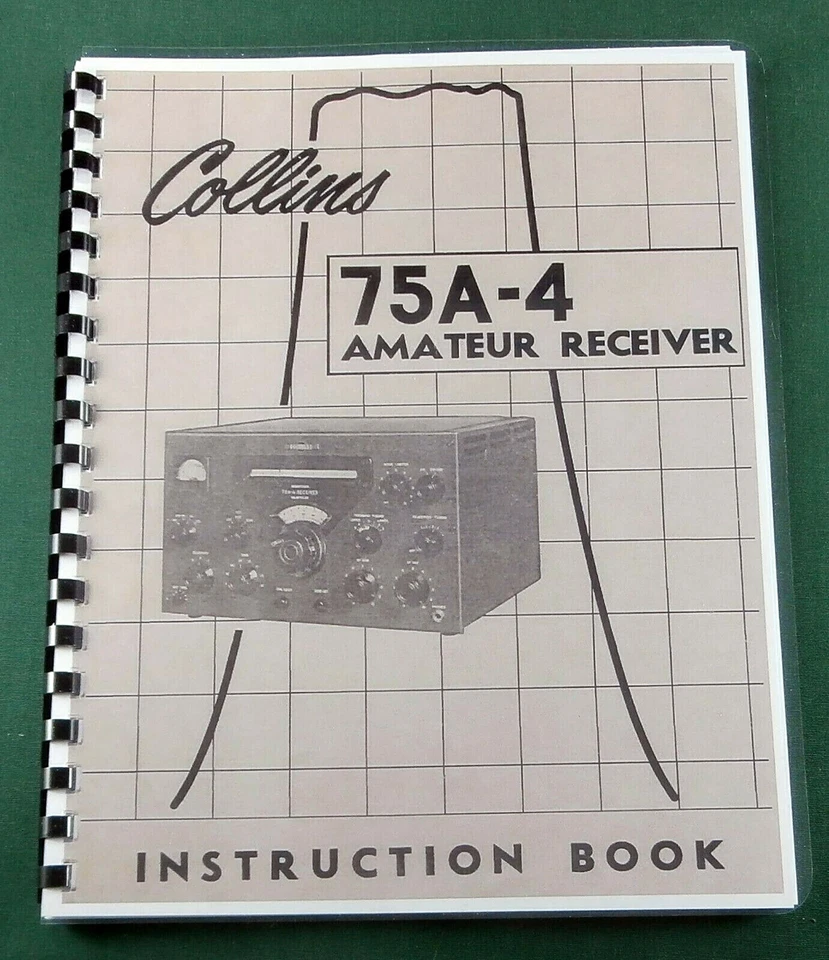 Collins
75A-4
AMATEUR RECEIVER
INSTRUCTION BOOK